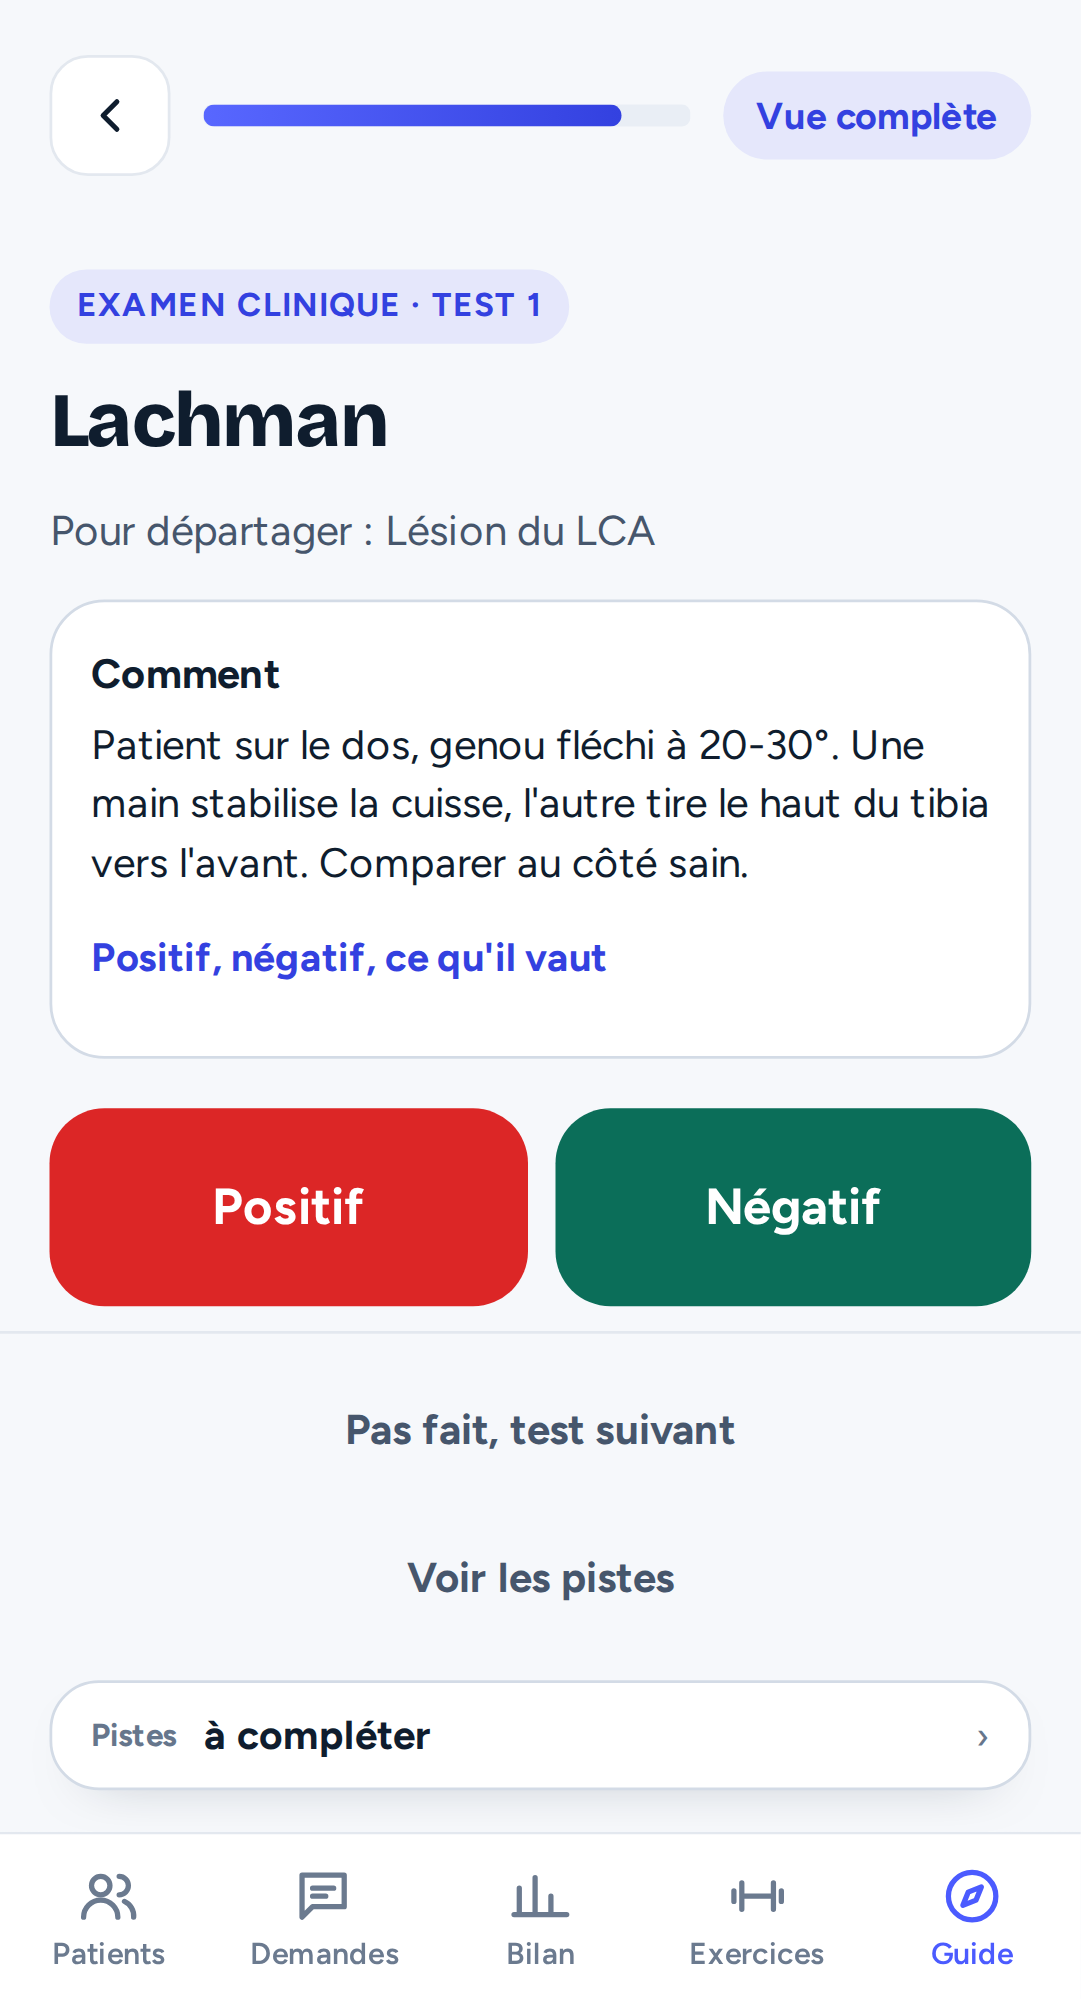 Vue complète
EXAMEN CLINIQUE · TEST 1
Lachman
Pour départager : Lésion du LCA
Comment
Patient sur le dos, genou fléchi à 20-30°. Une
main stabilise la cuisse, l'autre tire le haut du tibia
vers l'avant. Comparer au côté sain.
Positif, négatif, ce qu'il vaut
Positif
Négatif
Pas fait, test suivant
Voir les pistes
Pistes à compléter ›
Patients
Demandes
Bilan
Exercices
Guide